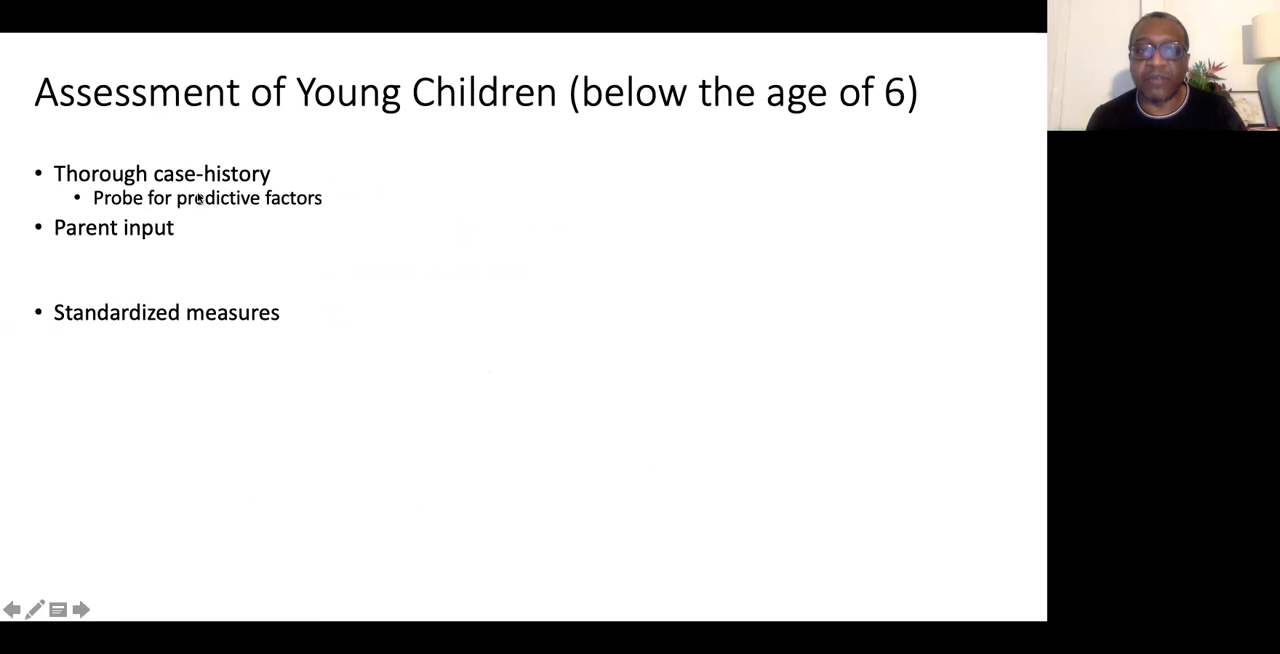 Assessment of Young Children (below the age of 6)
• Thorough case-history
• Probe for predictive factors
• Parent input
• Standardized measures